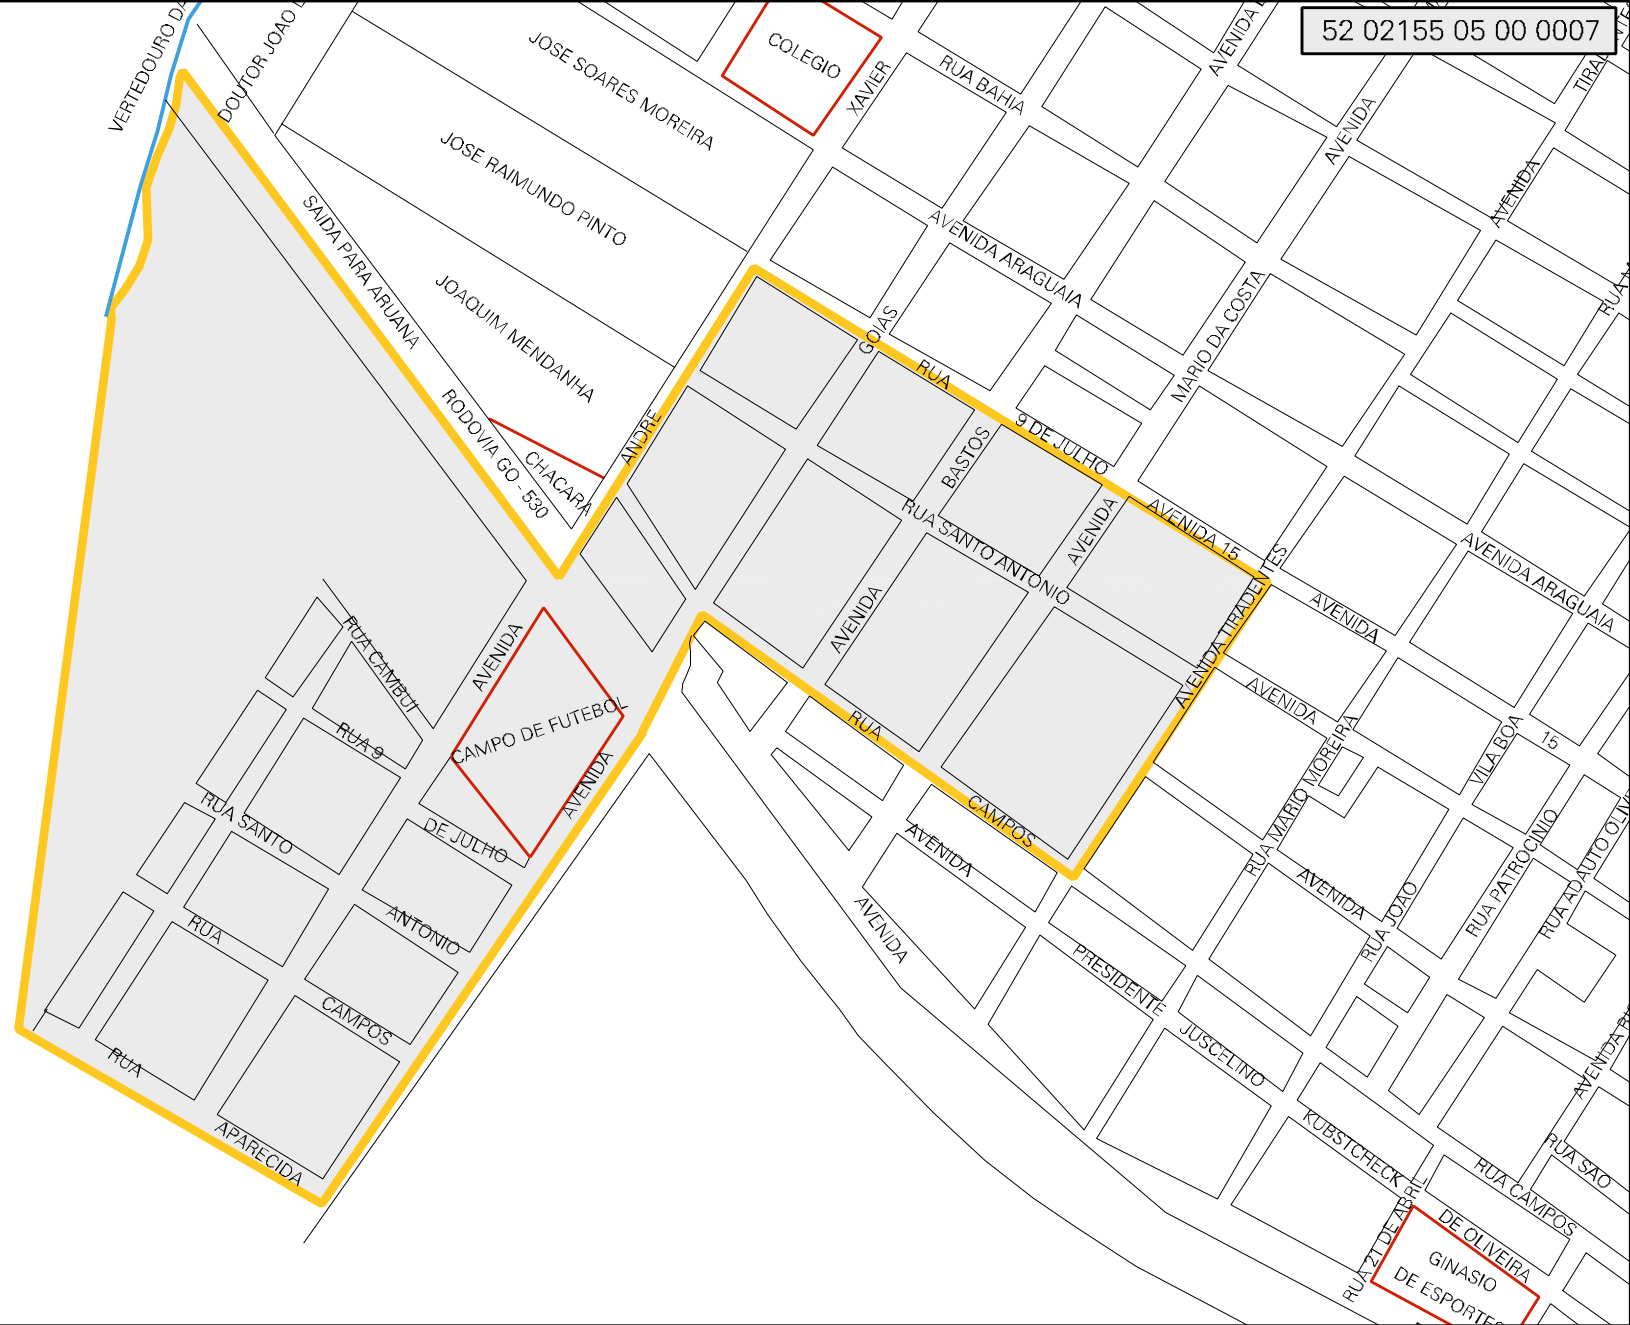 52 02155 05 00 0007
VERTEDOURO DA
DOUTOR JOAO
JOSE SOARES MOREIRA
COLEGIO
XAVIER
RUA BAHIA
AVENIDA
AVENIDA
AVENIDA
JOSE RAIMUNDO PINTO
SAIDA PARA ARUANA
JOAQUIM MENDANHA
AVENIDA ARAGUAIA
MARIO DA COSTA
GOIAS
RUA
9 DE JULHO
RODOVIA GO - 530
CHACARA
ANDRE
BASTOS
RUA SANTO ANTONIO
AVENIDA
AVENIDA 15
AVENIDA TIRADENTES
AVENIDA ARAGUAIA
AVENIDA
AVENIDA
AVENIDA
RUA CAMBUI
AVENIDA
CAMPO DE FUTEBOL
RUA 9
AVENIDA
RUA
CAMPOS
RUA MARIO MOREIRA
VILA BOA
15
RUA SANTO
DE JULHO
AVENIDA
AVENIDA
RUA JOAO
RUA PATROCINIO
RUA ADAUTO
ANTONIO
RUA
AVENIDA
PRESIDENTE
JUSCELINO
CAMPOS
RUA
APARECIDA
AVENIDA
KUBSTCHECK
RUA SAO
RUA CAMPOS
RUA 21 DE ABRIL
DE OLIVEIRA
GINASIO
DE ESPORTES